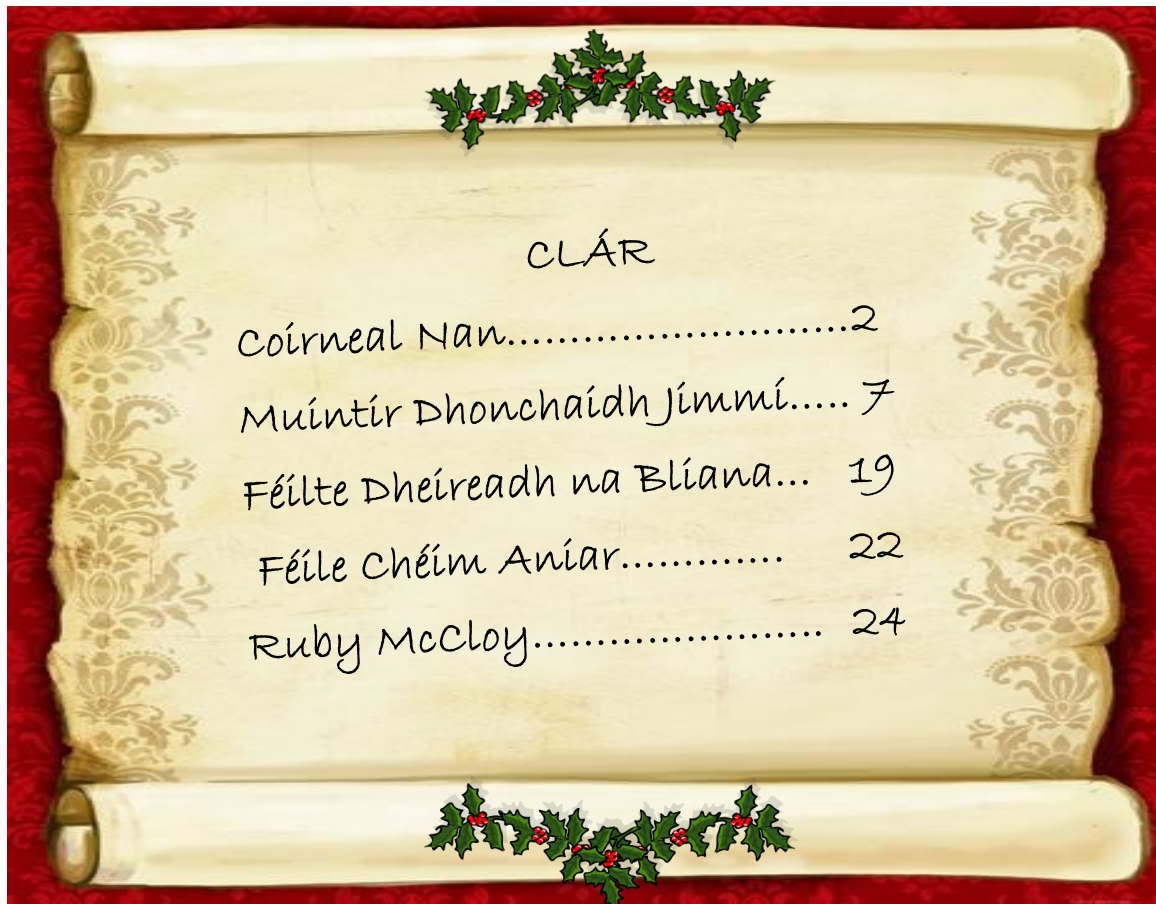 CLÁR
Coirneal Nan...........................2
Muintir Dhonchaidh Jimmí..... 7
Féilte Dheireadh na Bliana... 19
Féile Chéim Aniar............. 22
Ruby McCloy....................... 24